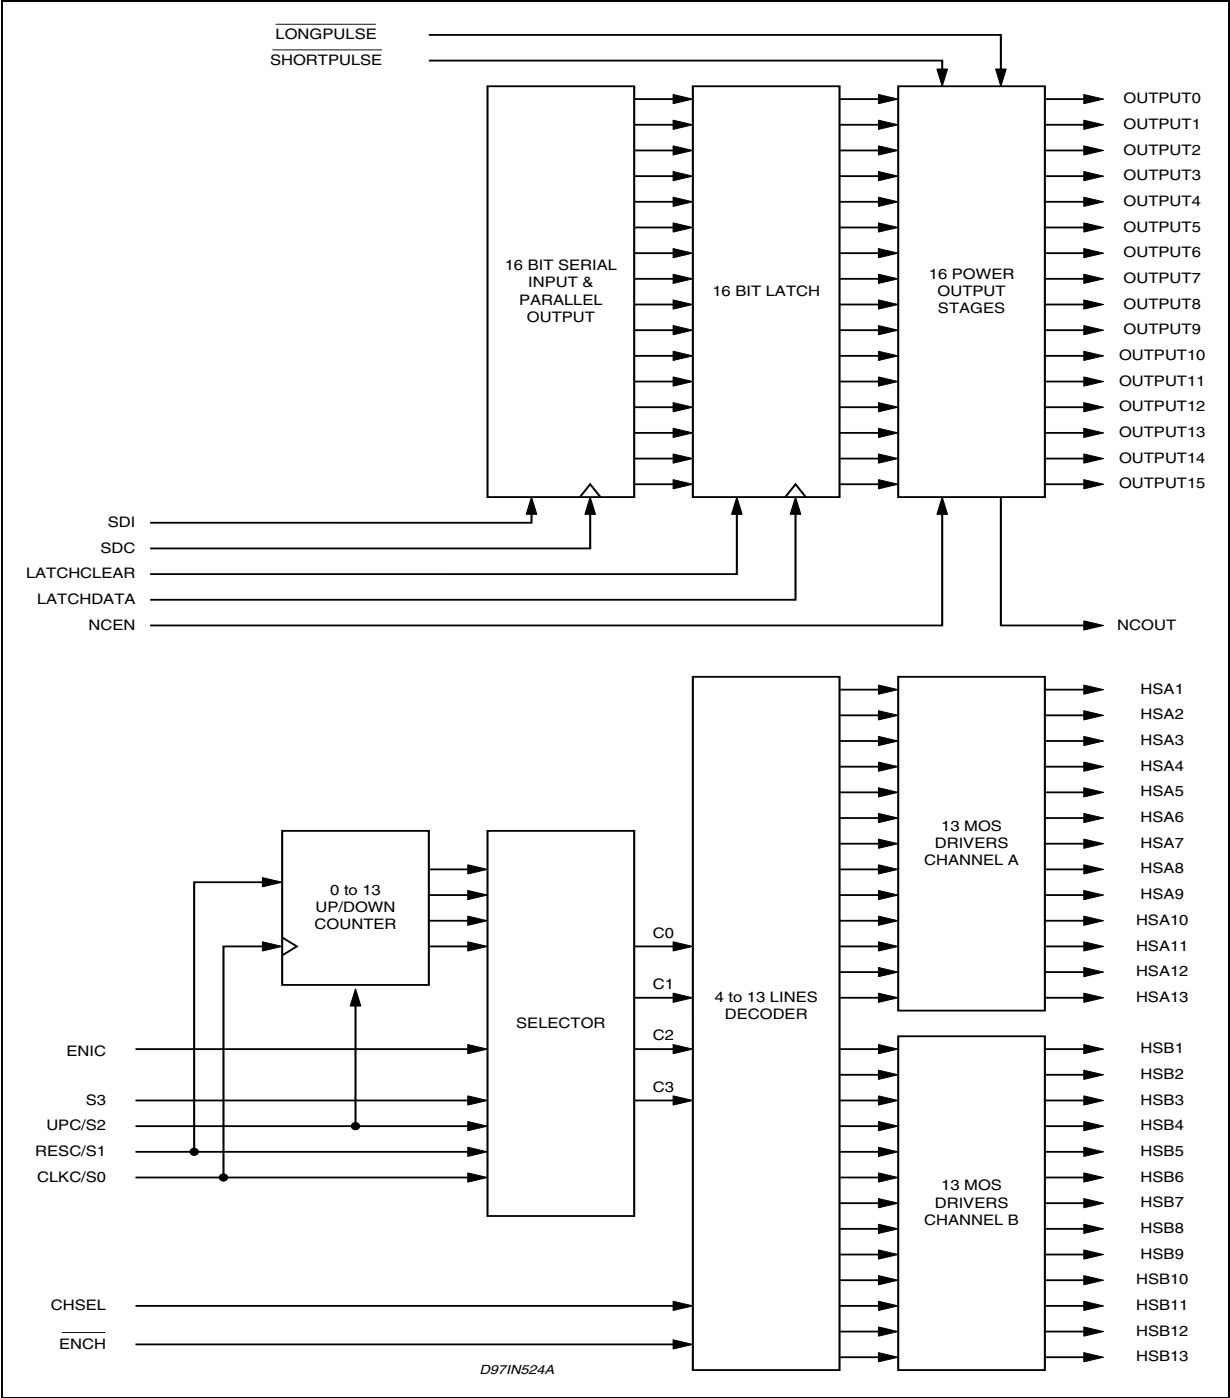 LONGPULSE
SHORTPULSE
16 BIT SERIAL
INPUT &
PARALLEL
OUTPUT
16 BIT LATCH
16 POWER
OUTPUT
STAGES
OUTPUT0
OUTPUT1
OUTPUT2
OUTPUT3
OUTPUT4
OUTPUT5
OUTPUT6
OUTPUT7
OUTPUT8
OUTPUT9
OUTPUT10
OUTPUT11
OUTPUT12
OUTPUT13
OUTPUT14
OUTPUT15
SDI
SDC
LATCHCLEAR
LATCHDATA
NCEN
NCOUT
0 to 13
UP/DOWN
COUNTER
SELECTOR
C0
C1
C2
C3
4 to 13 LINES
DECODER
13 MOS
DRIVERS
CHANNEL A
HSA1
HSA2
HSA3
HSA4
HSA5
HSA6
HSA7
HSA8
HSA9
HSA10
HSA11
HSA12
HSA13
ENIC
S3
UPC/S2
RESC/S1
CLKC/S0
13 MOS
DRIVERS
CHANNEL B
HSB1
HSB2
HSB3
HSB4
HSB5
HSB6
HSB7
HSB8
HSB9
HSB10
HSB11
HSB12
HSB13
CHSEL
ENCH
D97IN524A